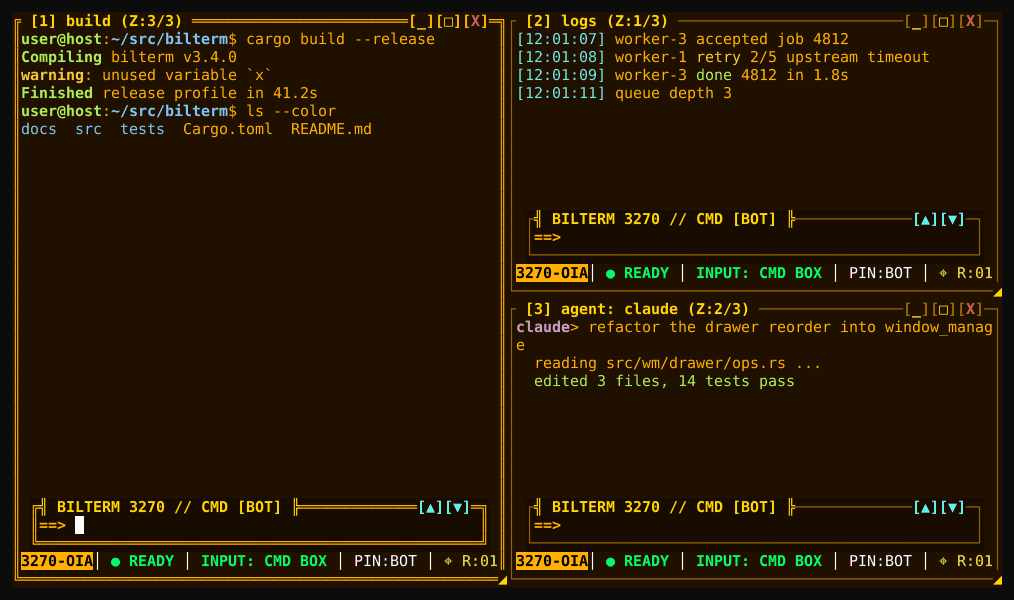 [1] build (Z:3/3) [_][□][X]
user@host:~/src/bilterm$ cargo build --release
Compiling bilterm v3.4.0
warning: unused variable `x`
Finished release profile in 41.2s
user@host:~/src/bilterm$ ls --color
docs  src  tests  Cargo.toml  README.md
BILTERM 3270 // CMD [BOT] [▲][▼]
==>
3270-OIA│ ● READY │ INPUT: CMD BOX │ PIN:BOT │ ⌖ R:01
[2] logs (Z:1/3) [_][□][X]
[12:01:07] worker-3 accepted job 4812
[12:01:08] worker-1 retry 2/5 upstream timeout
[12:01:09] worker-3 done 4812 in 1.8s
[12:01:11] queue depth 3
BILTERM 3270 // CMD [BOT] [▲][▼]
==>
3270-OIA│ ● READY │ INPUT: CMD BOX │ PIN:BOT │ ⌖ R:01
[3] agent: claude (Z:2/3) [_][□][X]
claude> refactor the drawer reorder into window_manag
e
reading src/wm/drawer/ops.rs ...
edited 3 files, 14 tests pass
BILTERM 3270 // CMD [BOT] [▲][▼]
==>
3270-OIA│ ● READY │ INPUT: CMD BOX │ PIN:BOT │ ⌖ R:01